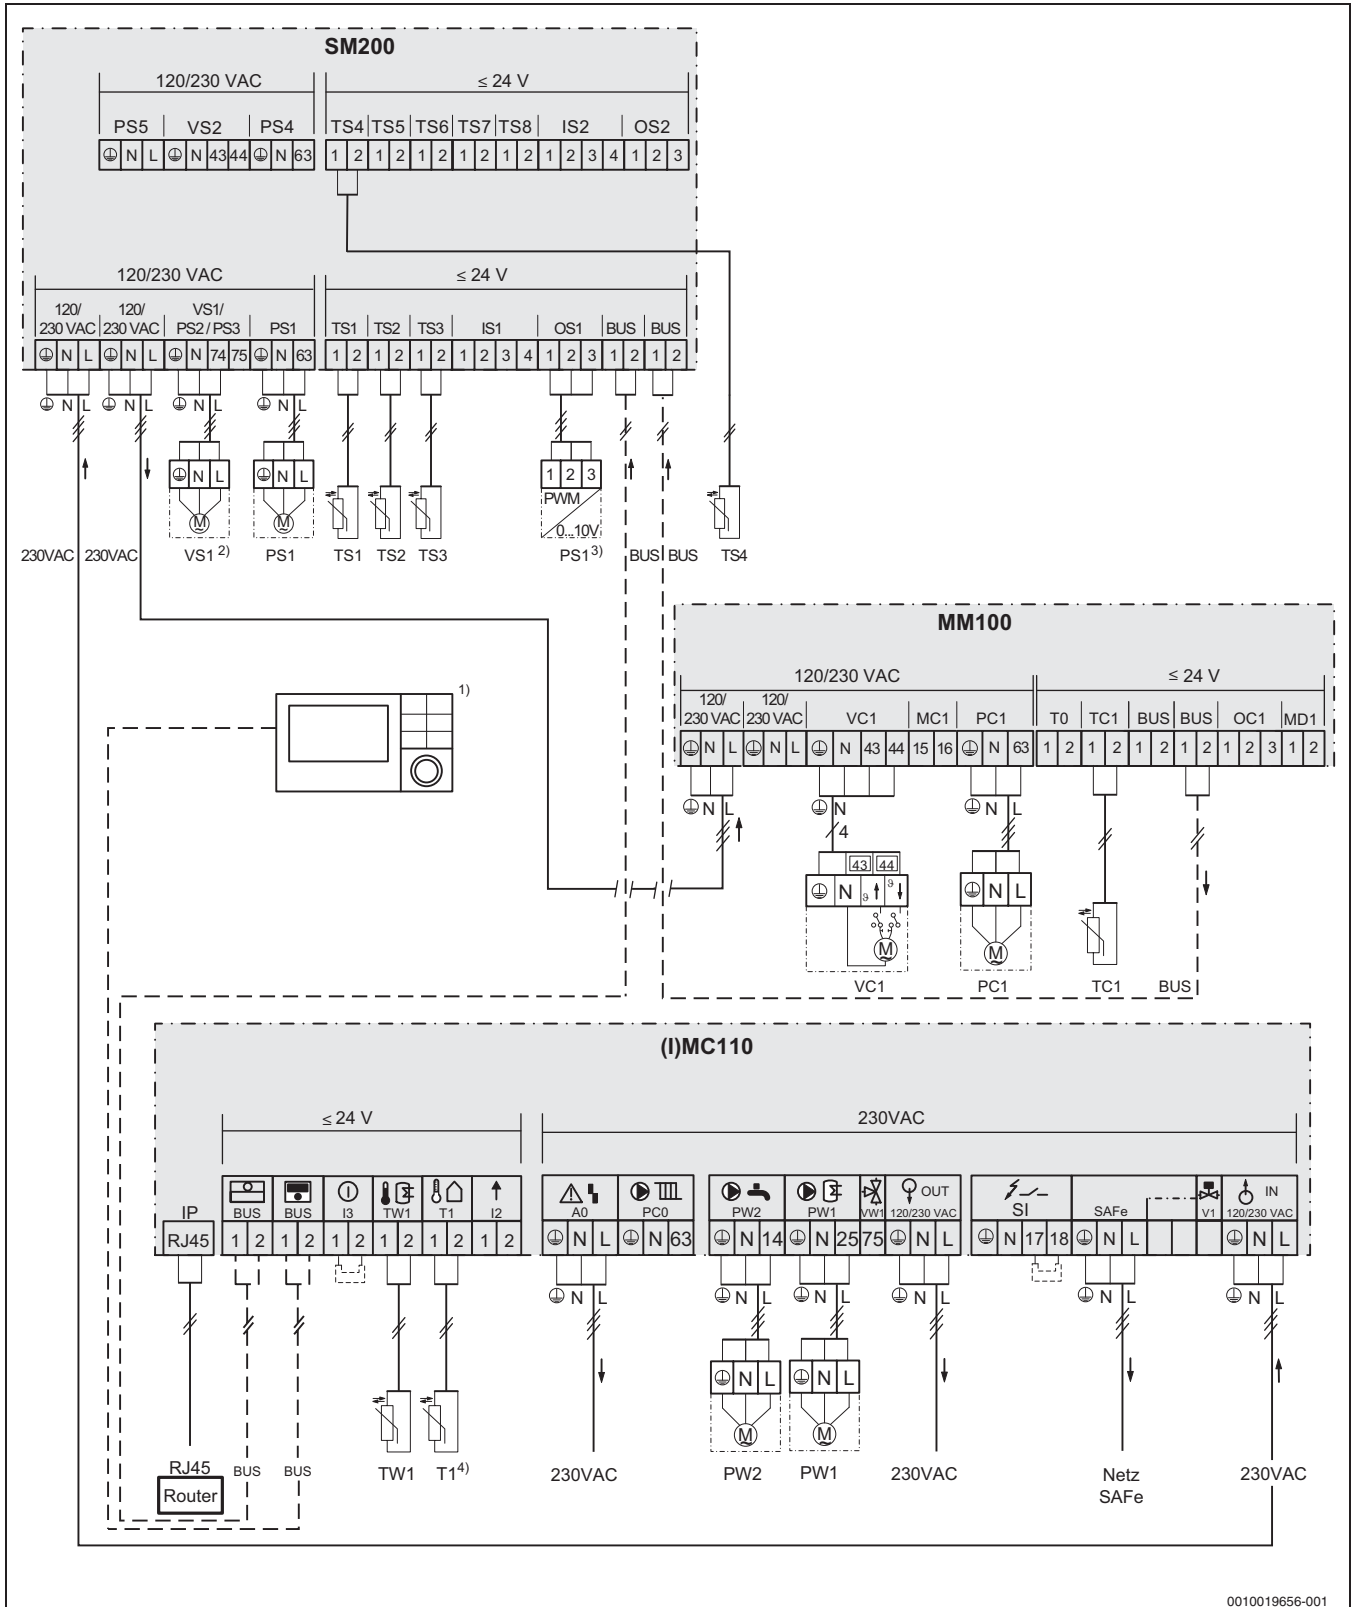 SM200
120/230 VAC ≤ 24 V
PS5 VS2 PS4 TS4 TS5 TS6 TS7 TS8 IS2 OS2
N L N 43 44 N 63 1 2 1 2 1 2 1 2 1 2 1 2 3 4 1 2 3
120/230 VAC ≤ 24 V
120/ 120/ VS1/
230 VAC 230 VAC PS2/PS3 PS1 TS1 TS2 TS3 IS1 OS1 BUS BUS
N L N L N 74 75 N 63 1 2 1 2 1 2 1 2 3 4 1 2 3 1 2 1 2
N L N L N L N L
N L N L 1 2 3
M M PWM
0...10V
230VAC 230VAC VS1 2) PS1 TS1 TS2 TS3 PS1 3) BUS BUS TS4
MM100
120/230 VAC ≤ 24 V
120/ 120/
230 VAC 230 VAC VC1 MC1 PC1 T0 TC1 BUS BUS OC1 MD1
N L N L N 43 44 15 16 N 63 1 2 1 2 1 2 1 2 1 2 3 1 2
1)
N L N N L
4
43 44
N ϑ ϑ N L
M M
VC1 PC1 TC1 BUS
(I)MC110
≤ 24 V 230VAC
IP BUS BUS I3 TW1 T1 I2 A0 PC0 PW2 PW1 VW1 OUT 120/230 VAC SI SAFe V1 IN 120/230 VAC
RJ45 1 2 1 2 1 2 1 2 1 2 1 2 N L N 63 N 14 N 25 75 N L N 17 18 N L N L
N L N L N L N L N L N L
N L N L
M M
RJ45 BUS BUS TW1 T1 4) 230VAC PW2 PW1 230VAC Netz 230VAC
Router SAFe
0010019656-001